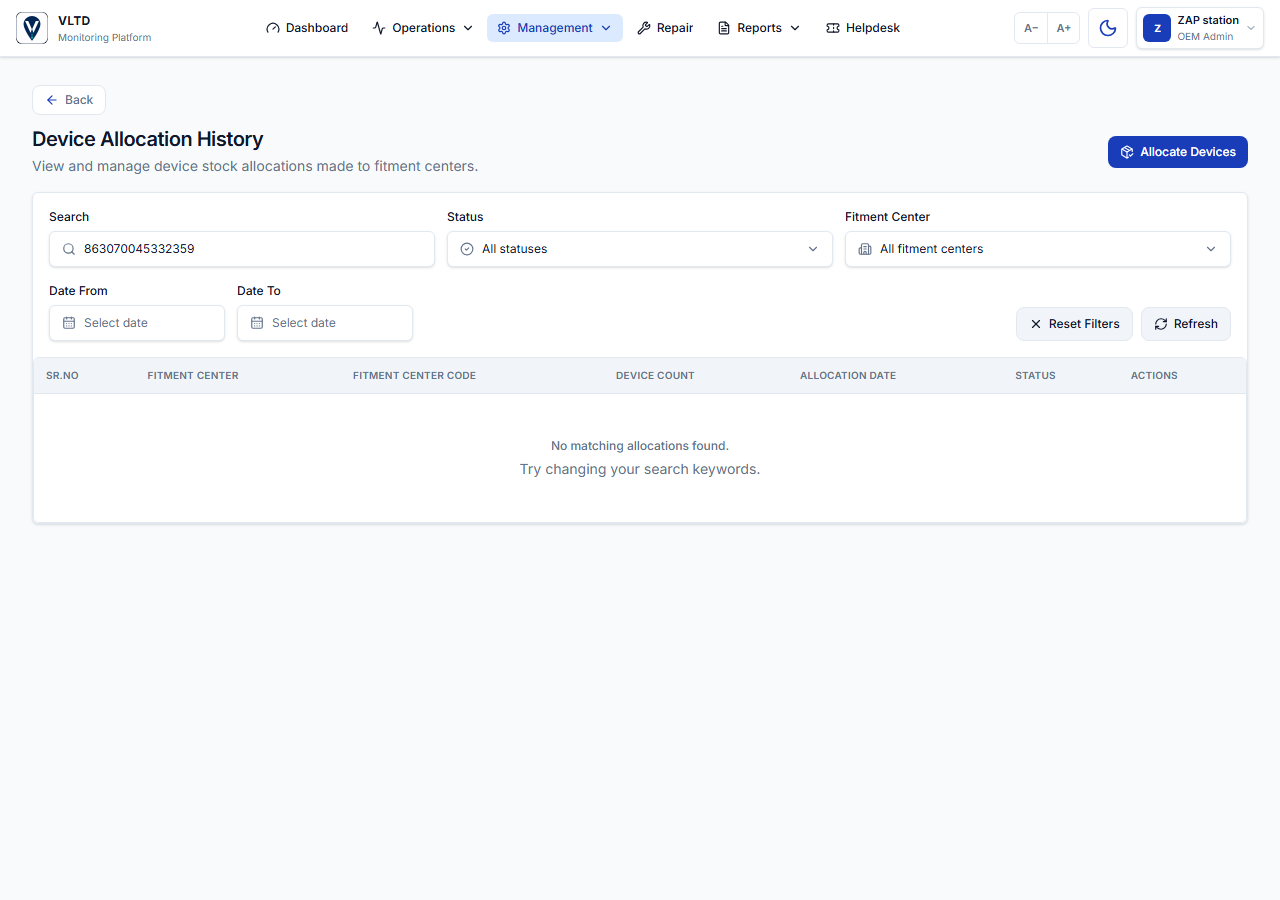 VLTD
Monitoring Platform
Dashboard
Operations
Management
Repair
Reports
Helpdesk
A−
A+
Z
ZAP station
OEM Admin
Back
Device Allocation History
View and manage device stock allocations made to fitment centers.
Allocate Devices
Search
Status
Fitment Center
863070045332359
All statuses
All fitment centers
Date From
Date To
Select date
Select date
Reset Filters
Refresh
SR.NO
FITMENT CENTER
FITMENT CENTER CODE
DEVICE COUNT
ALLOCATION DATE
STATUS
ACTIONS
No matching allocations found.
Try changing your search keywords.